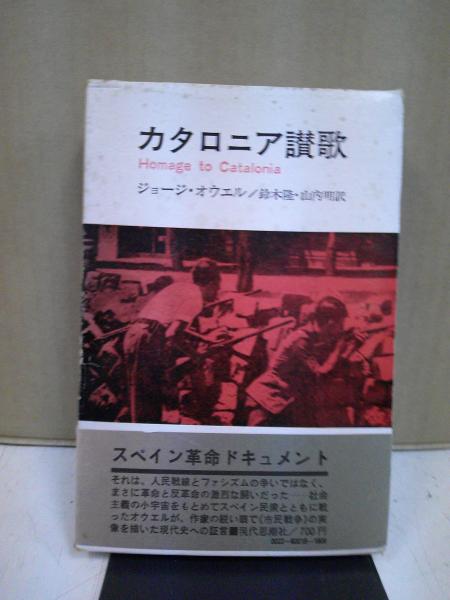 カタロニア讃歌
Homage to Catalonia
ジョージ・オウエル／鈴木隆・山内明訳
スペイン革命ドキュメント
それは、人民戦線とファシズムの争いではなく、
まさに革命と反革命の激烈な闘いだった……社会
主義の小宇宙をもとめてスペイン民衆とともに戦
ったオウエルが、作家の鋭い眼で《市民戦争》の実
像を描いた現代史への証言■現代思潮社／700円